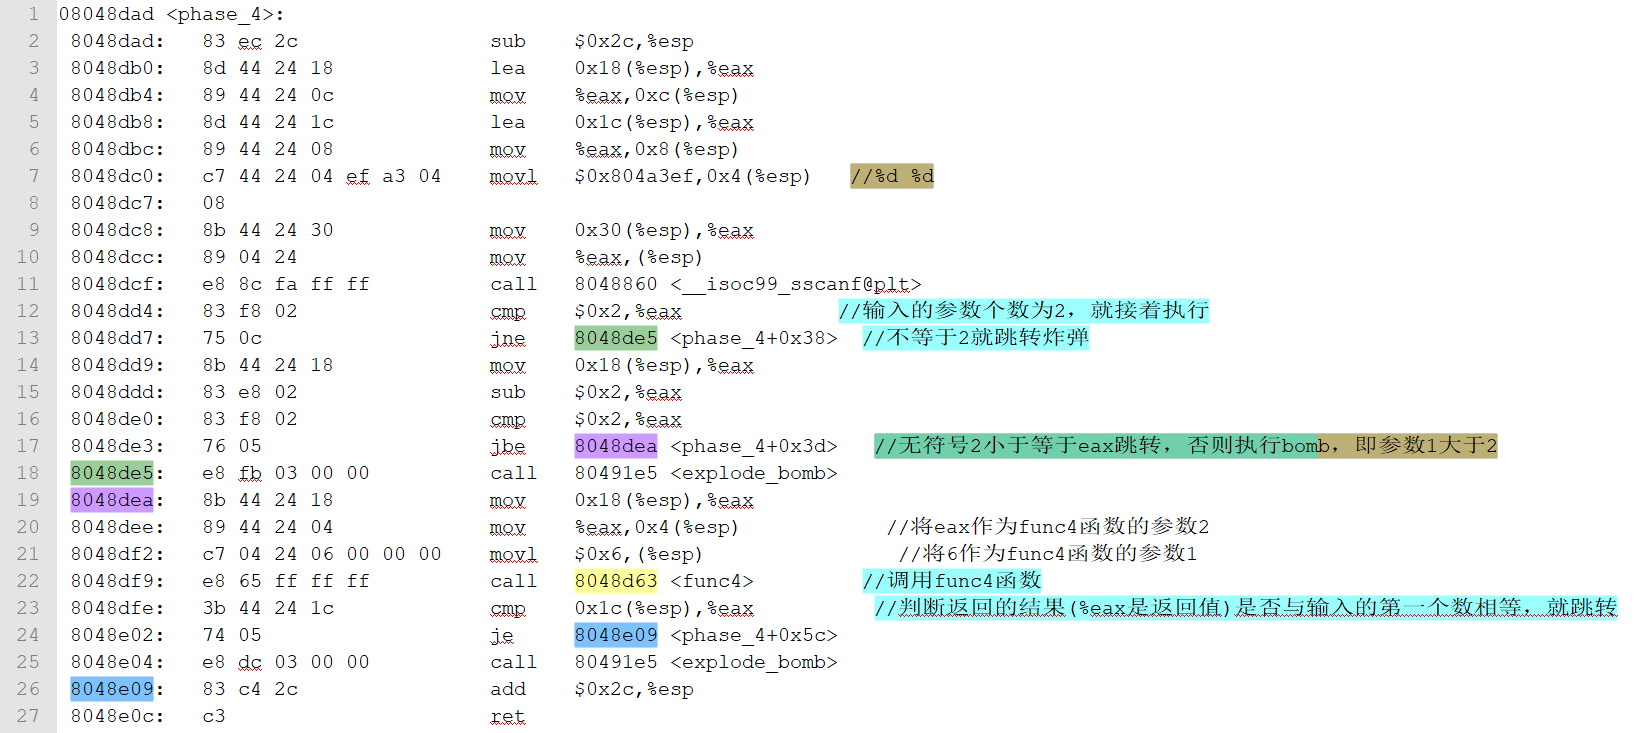 1 08048dad <phase_4>:
2 8048dad: 83 ec 2c sub $0x2c,%esp
3 8048db0: 8d 44 24 18 lea 0x18(%esp),%eax
4 8048db4: 89 44 24 0c mov %eax,0xc(%esp)
5 8048db8: 8d 44 24 1c lea 0x1c(%esp),%eax
6 8048dbc: 89 44 24 08 mov %eax,0x8(%esp)
7 8048dc0: c7 44 24 04 ef a3 04 movl $0x804a3ef,0x4(%esp) //%d %d
8 8048dc7: 08
9 8048dc8: 8b 44 24 30 mov 0x30(%esp),%eax
10 8048dcc: 89 04 24 mov %eax,(%esp)
11 8048dcf: e8 8c fa ff ff call 8048860 <__isoc99_sscanf@plt>
12 8048dd4: 83 f8 02 cmp $0x2,%eax //输入的参数个数为2，就接着执行
13 8048dd7: 75 0c jne 8048de5 <phase_4+0x38> //不等于2就跳转炸弹
14 8048dd9: 8b 44 24 18 mov 0x18(%esp),%eax
15 8048ddd: 83 e8 02 sub $0x2,%eax
16 8048de0: 83 f8 02 cmp $0x2,%eax
17 8048de3: 76 05 jbe 8048dea <phase_4+0x3d> //无符号2小于等于eax跳转，否则执行bomb，即参数1大于2
18 8048de5: e8 fb 03 00 00 call 80491e5 <explode_bomb>
19 8048dea: 8b 44 24 18 mov 0x18(%esp),%eax
20 8048dee: 89 44 24 04 mov %eax,0x4(%esp) //将eax作为func4函数的参数2
21 8048df2: c7 04 24 06 00 00 00 movl $0x6,(%esp) //将6作为func4函数的参数1
22 8048df9: e8 65 ff ff ff call 8048d63 <func4> //调用func4函数
23 8048dfe: 3b 44 24 1c cmp 0x1c(%esp),%eax //判断返回的结果(%eax是返回值)是否与输入的第一个数相等，就跳转
24 8048e02: 74 05 je 8048e09 <phase_4+0x5c>
25 8048e04: e8 dc 03 00 00 call 80491e5 <explode_bomb>
26 8048e09: 83 c4 2c add $0x2c,%esp
27 8048e0c: c3 ret